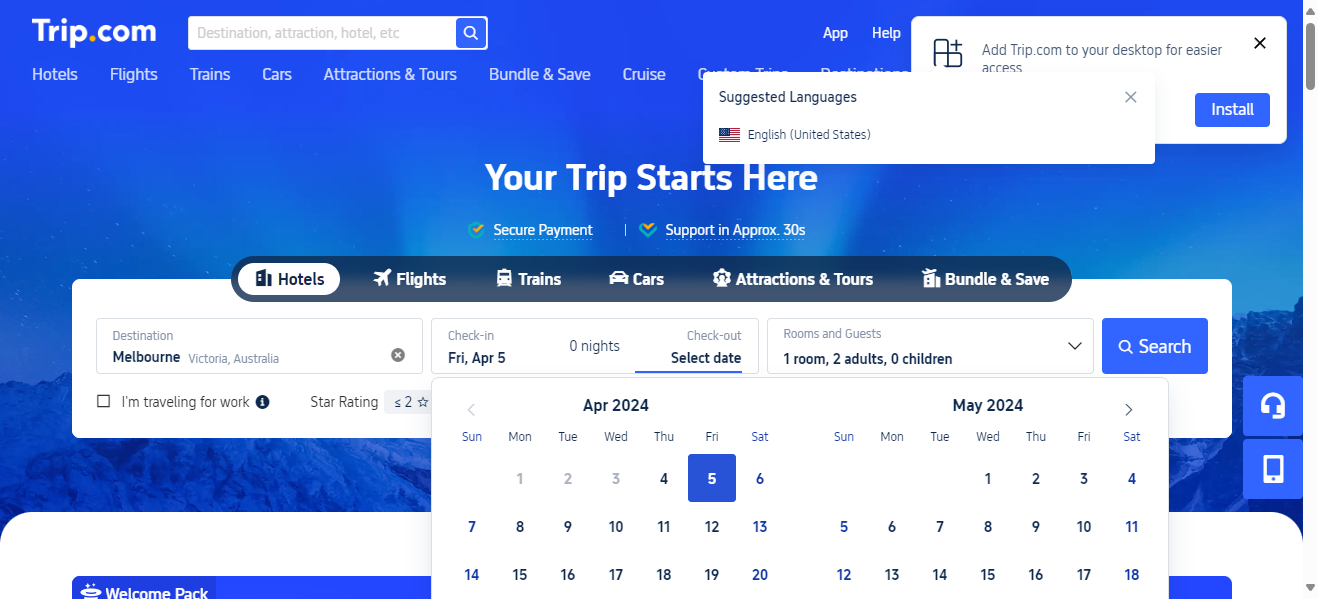 Trip.com
Destination, attraction, hotel, etc
App
Help
Add Trip.com to your desktop for easier
access
Install
Hotels
Flights
Trains
Cars
Attractions & Tours
Bundle & Save
Cruise
Custom Trips
Destinations
Suggested Languages
English (United States)
Your Trip Starts Here
Secure Payment
Support in Approx. 30s
Hotels
Flights
Trains
Cars
Attractions & Tours
Bundle & Save
Destination
Melbourne Victoria, Australia
Check-in
Fri, Apr 5
0 nights
Check-out
Select date
Rooms and Guests
1 room, 2 adults, 0 children
Search
I'm traveling for work
Star Rating
≤ 2
Apr 2024
Sun Mon Tue Wed Thu Fri Sat
1 2 3 4 5 6
7 8 9 10 11 12 13
14 15 16 17 18 19 20
May 2024
Sun Mon Tue Wed Thu Fri Sat
1 2 3 4
5 6 7 8 9 10 11
12 13 14 15 16 17 18
Welcome Pack